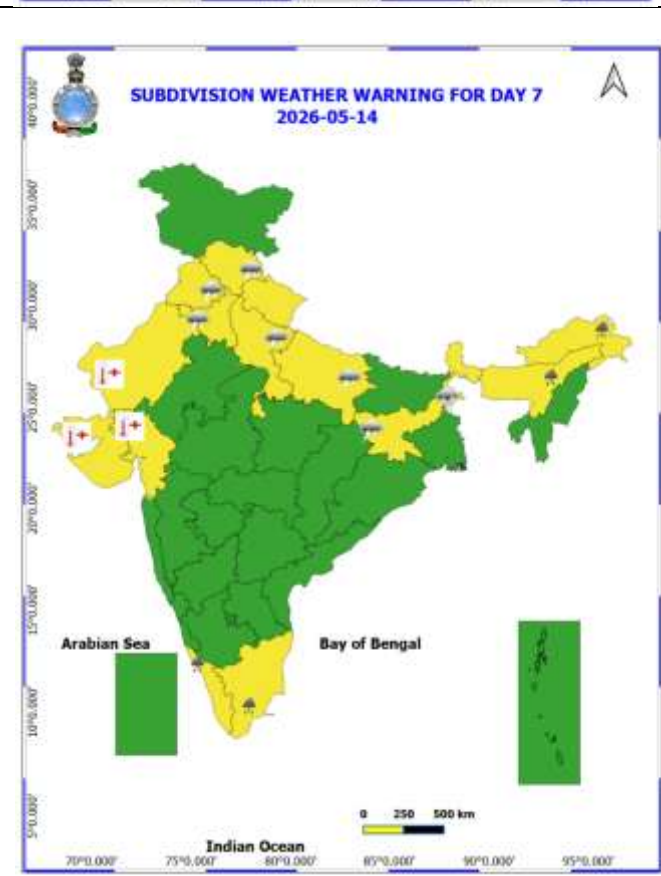 SUBDIVISION WEATHER WARNING FOR DAY 7
2026-05-14
40°0.000'
35°0.000'
30°0.000'
25°0.000'
20°0.000'
15°0.000'
10°0.000'
5°0.000'
Arabian Sea
Bay of Bengal
0 250 500 km
Indian Ocean
70°0.000' 75°0.000' 80°0.000' 85°0.000' 90°0.000' 95°0.000'